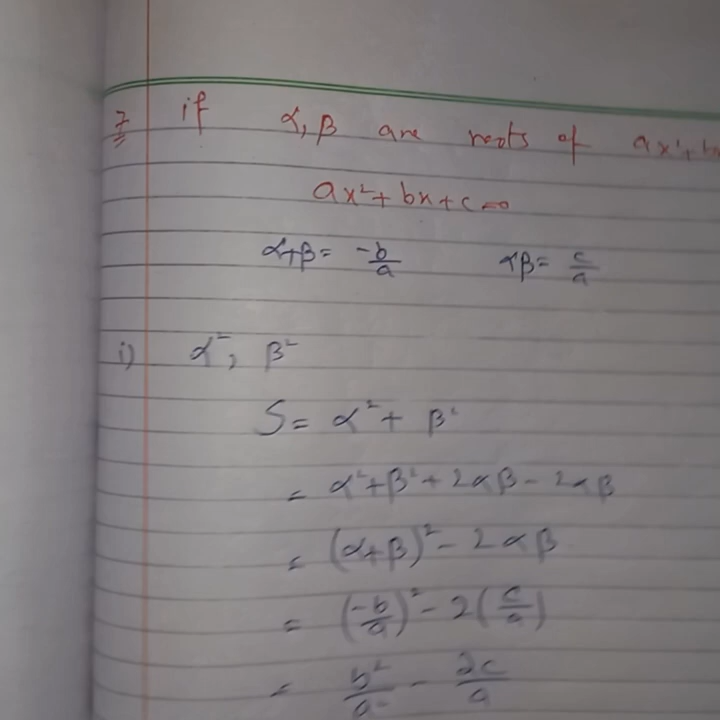 7 if α, β are roots of ax²+b
ax²+bx+c=0
α+β= -b/a αβ= c/a
i) α², β²
S= α²+ β²
= α²+β²+2αβ-2αβ
= (α+β)²-2αβ
= (-b/a)²-2(c/a)
= b²/a² - 2c/a